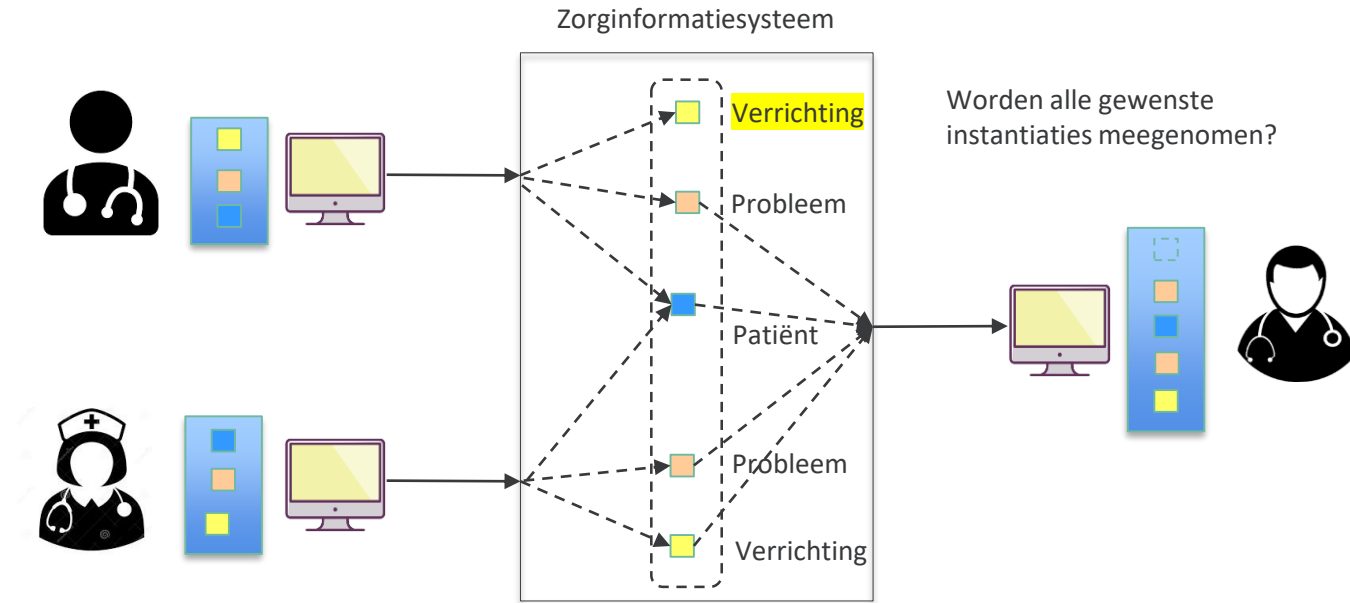 Zorginformatiesysteem
Verrichting
Worden alle gewenste
instantiaties meegenomen?
Probleem
Patiënt
Probleem
Verrichting